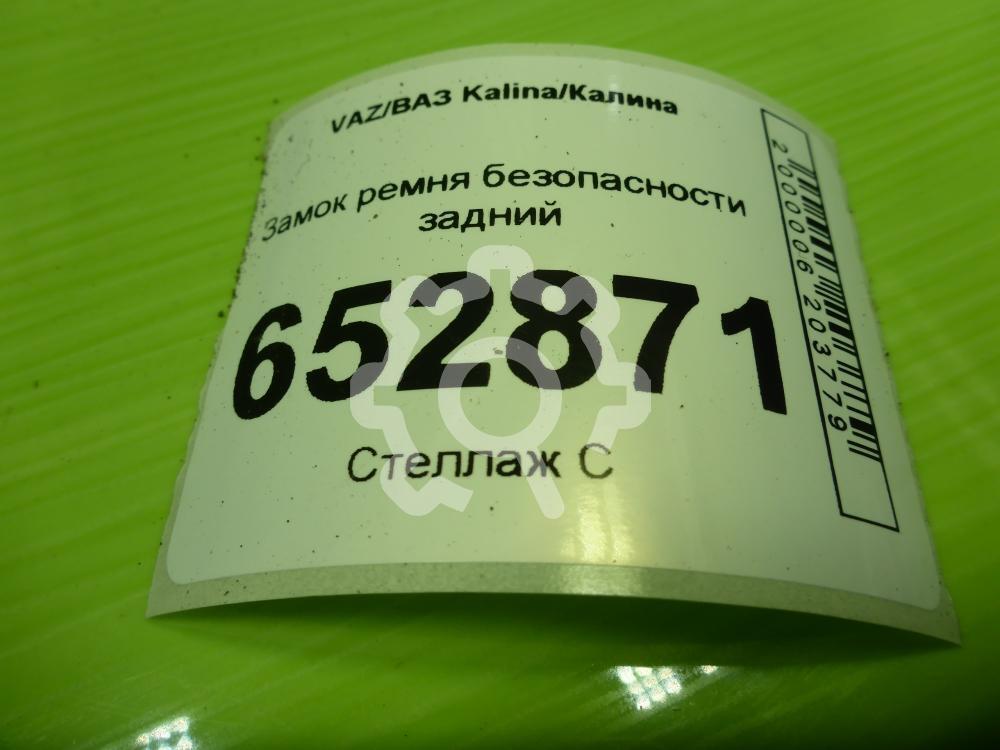 VAZ/ВАЗ Kalina/Калина
Замок ремня безопасности
задний
652871
Стеллаж С
2000006203779